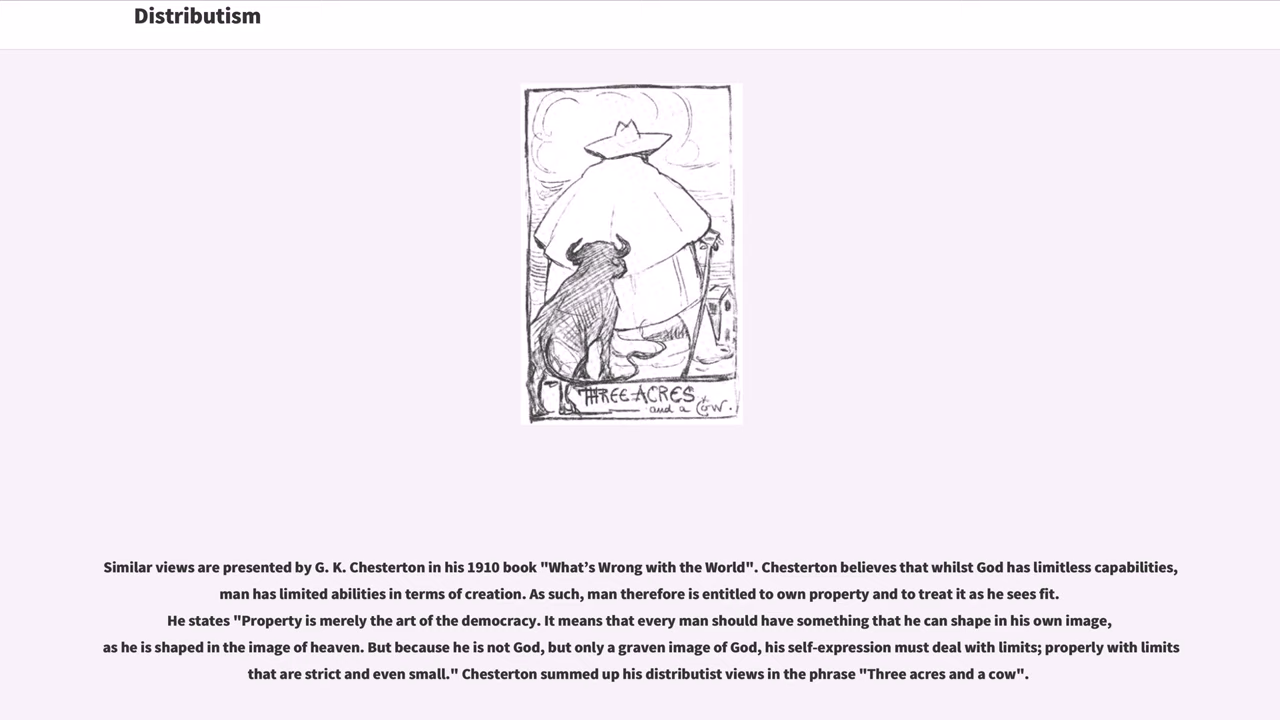 Distributism
THREE ACRES
and a Cow.
Similar views are presented by G. K. Chesterton in his 1910 book "What’s Wrong with the World". Chesterton believes that whilst God has limitless capabilities,
man has limited abilities in terms of creation. As such, man therefore is entitled to own property and to treat it as he sees fit.
He states "Property is merely the art of the democracy. It means that every man should have something that he can shape in his own image,
as he is shaped in the image of heaven. But because he is not God, but only a graven image of God, his self-expression must deal with limits; properly with limits
that are strict and even small." Chesterton summed up his distributist views in the phrase "Three acres and a cow".